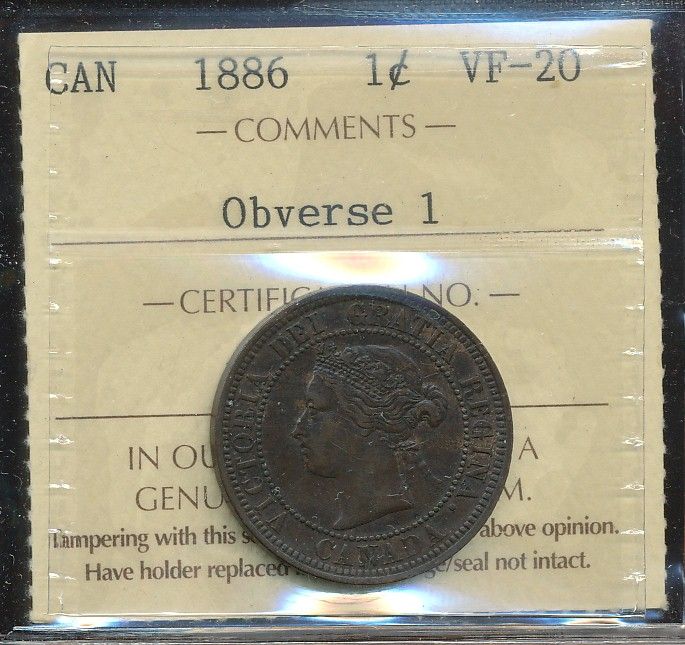 CAN 1886 1¢ VF-20
— COMMENTS —
Obverse 1
— CERTIFIC NO. —
VICTORIA DEI GRATIA REGINA.
CANADA
IN OU A
GENU M.
Tampering with this s above opinion.
Have holder replaced e/seal not intact.